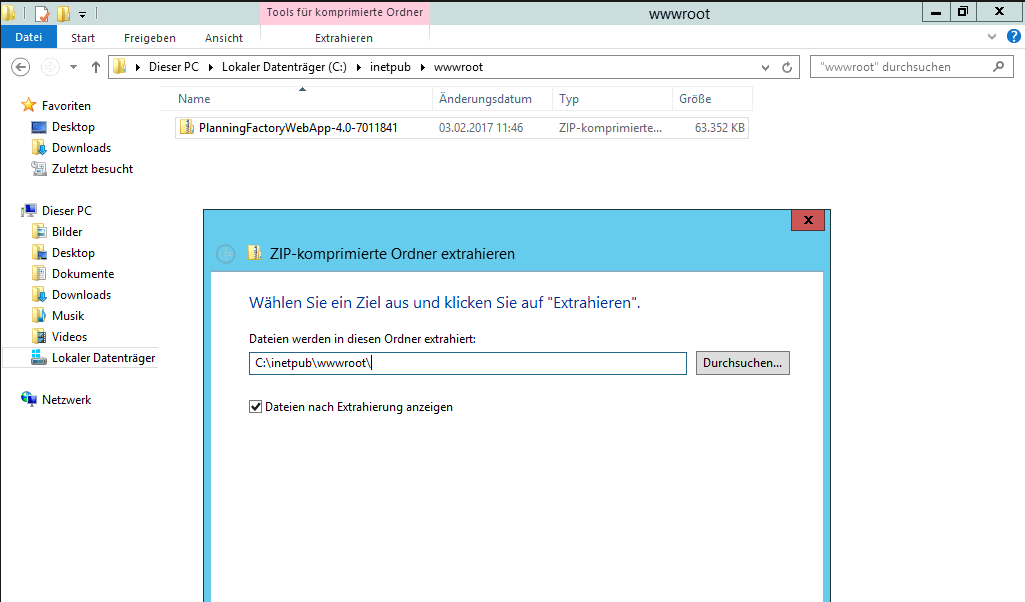 Tools für komprimierte Ordner
wwwroot
Datei Start Freigeben Ansicht Extrahieren
Dieser PC Lokaler Datenträger (C:) inetpub wwwroot
"wwwroot" durchsuchen
Name Änderungsdatum Typ Größe
PlanningFactoryWebApp-4.0-7011841 03.02.2017 11:46 ZIP-komprimierte... 63.352 KB
Favoriten
Desktop
Downloads
Zuletzt besucht
Dieser PC
Bilder
Desktop
Dokumente
Downloads
Musik
Videos
Lokaler Datenträger
Netzwerk
ZIP-komprimierte Ordner extrahieren
Wählen Sie ein Ziel aus und klicken Sie auf "Extrahieren".
Dateien werden in diesen Ordner extrahiert:
C:\inetpub\wwwroot\
Durchsuchen...
Dateien nach Extrahierung anzeigen